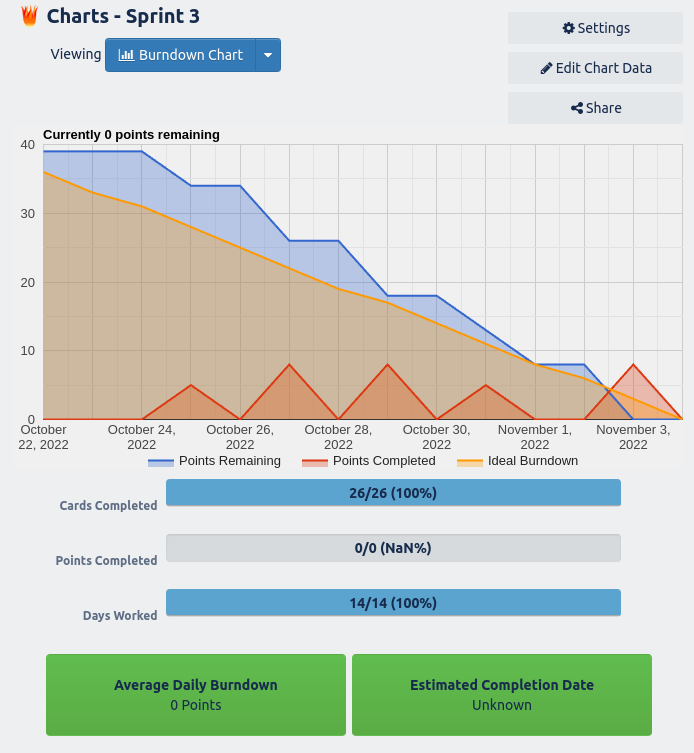 Charts - Sprint 3
Settings
Viewing Burndown Chart
Edit Chart Data
Share
Currently 0 points remaining
40
30
20
10
0
October
22, 2022
October 24,
2022
October 26,
2022
October 28,
2022
October 30,
2022
November 1,
2022
November 3,
2022
Points Remaining Points Completed Ideal Burndown
Cards Completed 26/26 (100%)
Points Completed 0/0 (NaN%)
Days Worked 14/14 (100%)
Average Daily Burndown
0 Points
Estimated Completion Date
Unknown